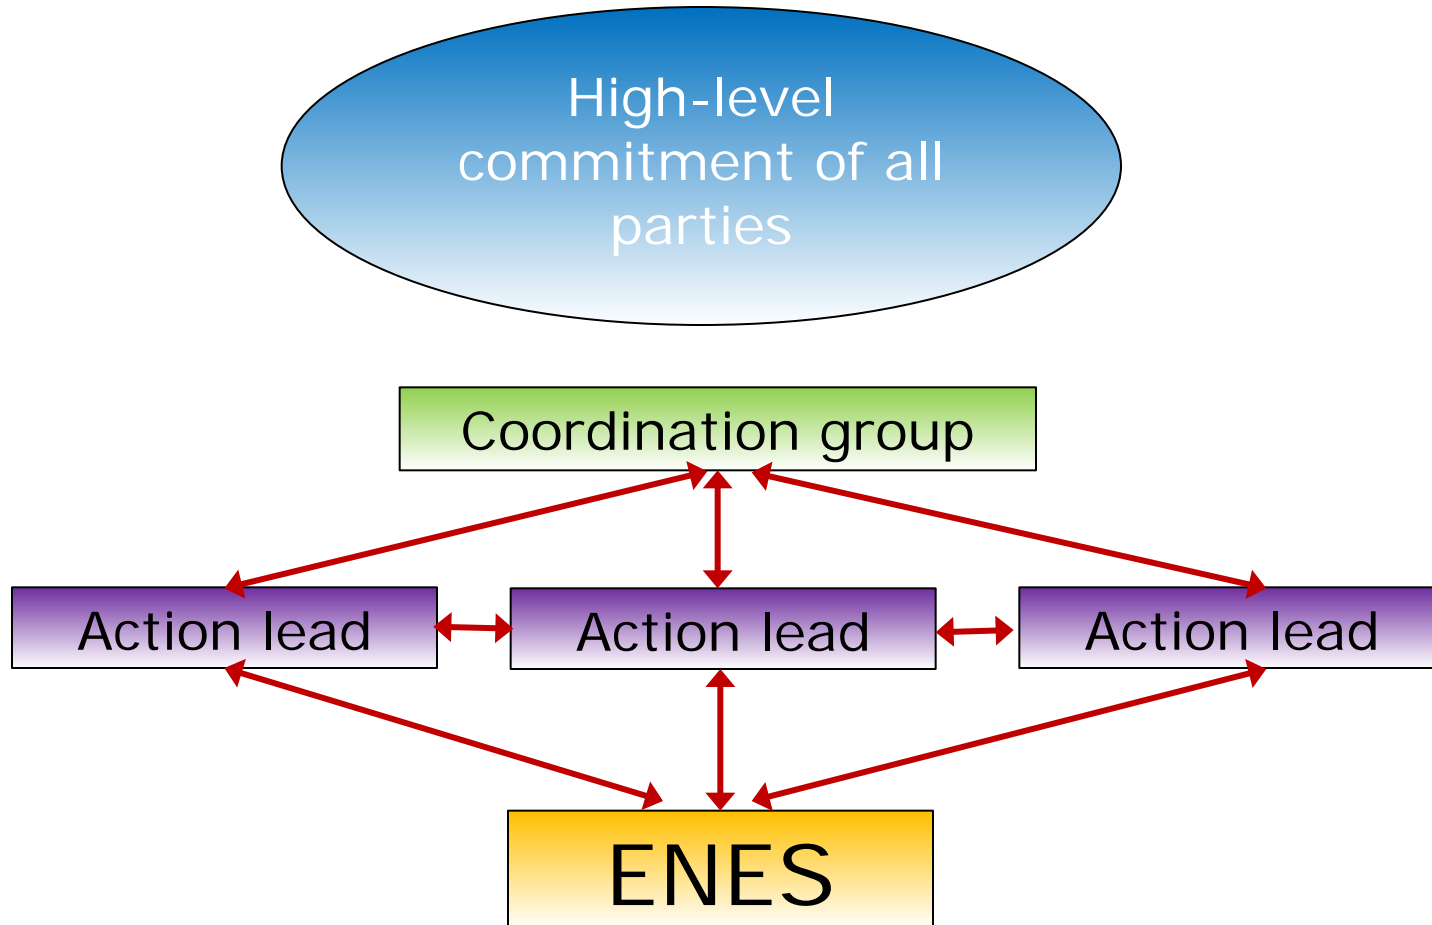 High-level
commitment of all
parties
Coordination group
Action lead
Action lead
Action lead
ENES